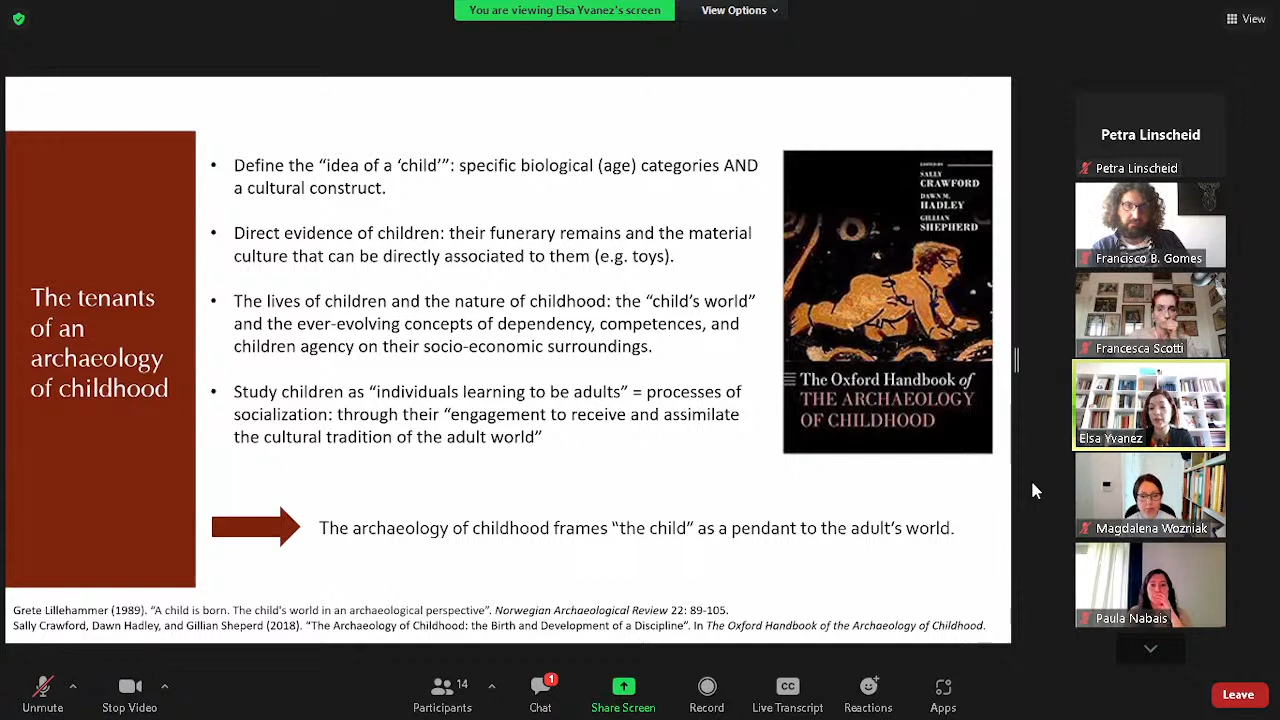 You are viewing Elsa Yvanez's screen
View Options
View
The tenants
of an
archaeology
of childhood
• Define the “idea of a ‘child’”: specific biological (age) categories AND
a cultural construct.
• Direct evidence of children: their funerary remains and the material
culture that can be directly associated to them (e.g. toys).
• The lives of children and the nature of childhood: the “child’s world”
and the ever-evolving concepts of dependency, competences, and
children agency on their socio-economic surroundings.
• Study children as “individuals learning to be adults” = processes of
socialization: through their “engagement to receive and assimilate
the cultural tradition of the adult world”
The archaeology of childhood frames “the child” as a pendant to the adult’s world.
EDITED BY
SALLY
CRAWFORD
DAWN M.
HADLEY
GILLIAN
SHEPHERD
The Oxford Handbook of
THE ARCHAEOLOGY
OF CHILDHOOD
Grete Lillehammer (1989). “A child is born. The child's world in an archaeological perspective”. Norwegian Archaeological Review 22: 89-105.
Sally Crawford, Dawn Hadley, and Gillian Sheperd (2018). “The Archaeology of Childhood: the Birth and Development of a Discipline”. In The Oxford Handbook of the Archaeology of Childhood.
Petra Linscheid
Petra Linscheid
Francisco B. Gomes
Francesca Scotti
Elsa Yvanez
Magdalena Wozniak
Paula Nabais
Unmute
Stop Video
14
Participants
1
Chat
Share Screen
Record
CC
Live Transcript
Reactions
Apps
Leave